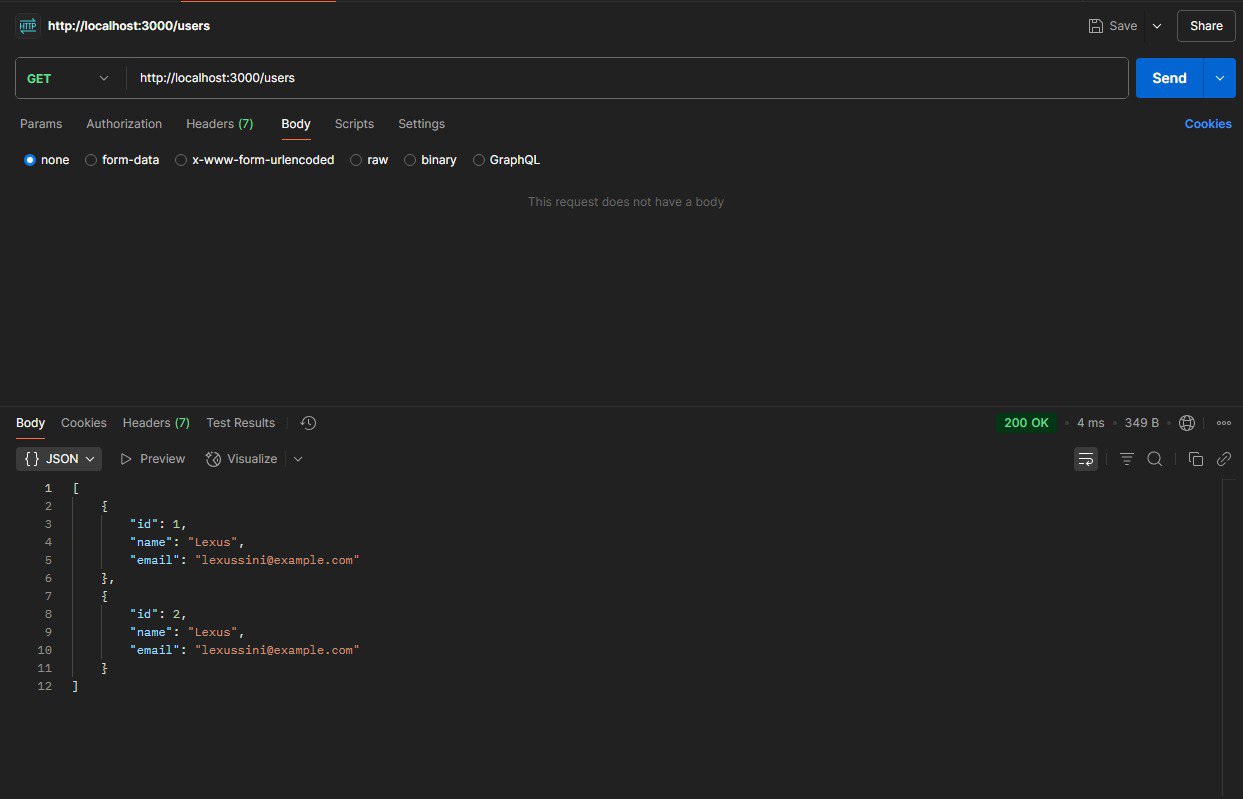 HTTP http://localhost:3000/users Save Share
GET http://localhost:3000/users Send
Params Authorization Headers (7) Body Scripts Settings Cookies
none form-data x-www-form-urlencoded raw binary GraphQL
This request does not have a body
Body Cookies Headers (7) Test Results 200 OK • 4 ms • 349 B •
{} JSON Preview Visualize
1 [
2 {
3 "id": 1,
4 "name": "Lexus",
5 "email": "lexussini@example.com"
6 },
7 {
8 "id": 2,
9 "name": "Lexus",
10 "email": "lexussini@example.com"
11 }
12 ]